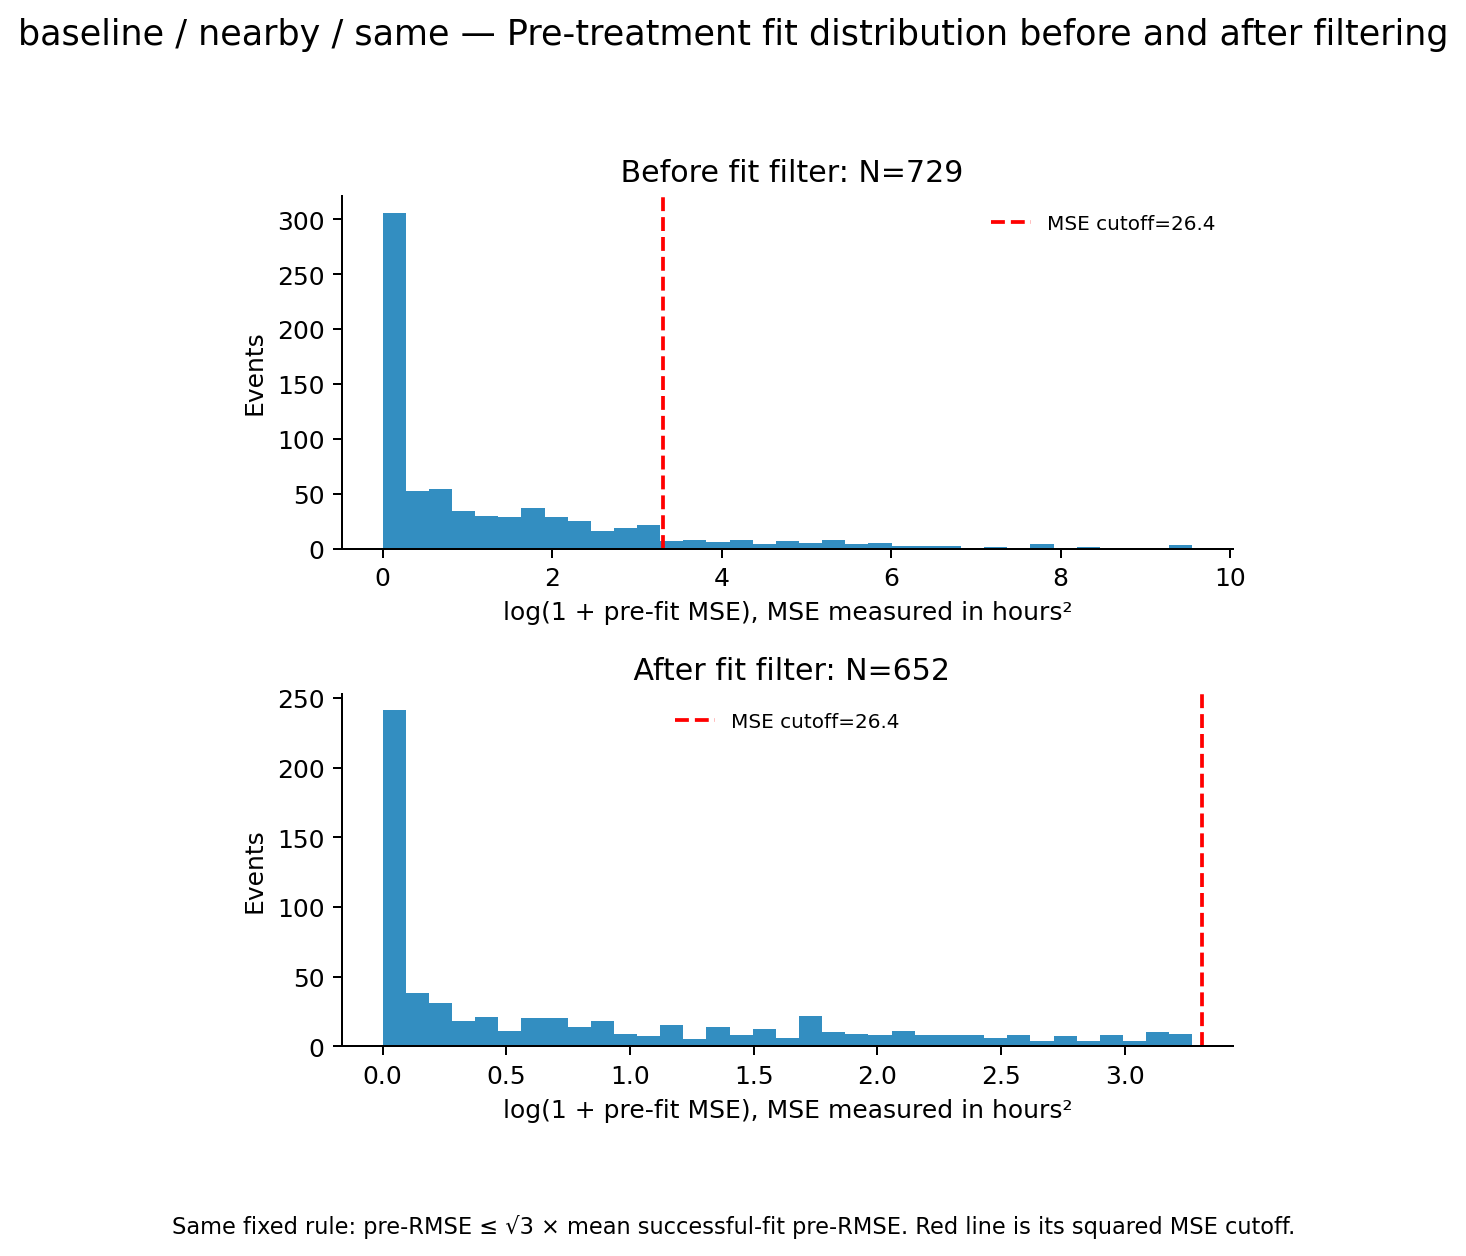 baseline / nearby / same — Pre-treatment fit distribution before and after filtering
Before fit filter: N=729
MSE cutoff=26.4
Events
300
250
200
150
100
50
0
0 2 4 6 8 10
log(1 + pre-fit MSE), MSE measured in hours²
After fit filter: N=652
MSE cutoff=26.4
Events
250
200
150
100
50
0
0.0 0.5 1.0 1.5 2.0 2.5 3.0
log(1 + pre-fit MSE), MSE measured in hours²
Same fixed rule: pre-RMSE ≤ √3 × mean successful-fit pre-RMSE. Red line is its squared MSE cutoff.